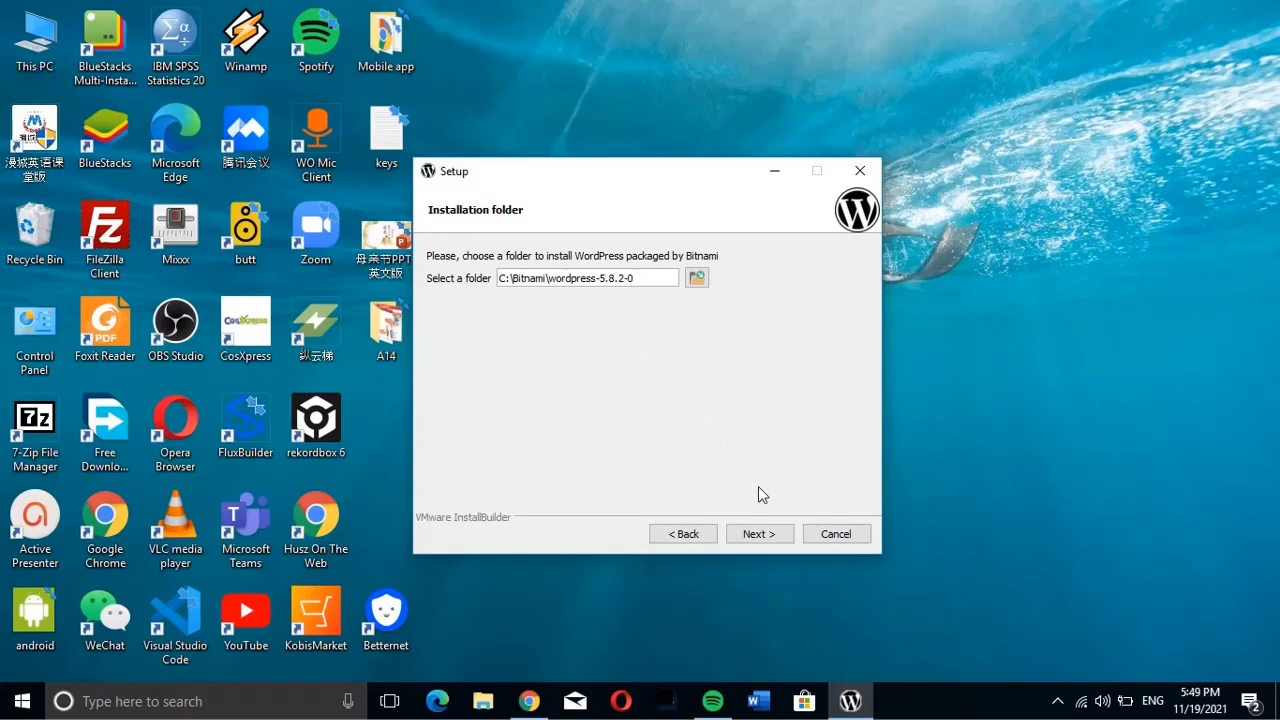 This PC
BlueStacks
Multi-Insta...
IBM SPSS
Statistics 20
Winamp
Spotify
Mobile app
漫城英语课
堂版
BlueStacks
Microsoft
Edge
腾讯会议
WO Mic
Client
keys
Recycle Bin
FileZilla
Client
Mixxx
butt
Zoom
母亲节PPT
英文版
Control
Panel
Foxit Reader
OBS Studio
CosXpress
纵云梯
A14
7-Zip File
Manager
Free
Downlo...
Opera
Browser
FluxBuilder
rekordbox 6
Active
Presenter
Google
Chrome
VLC media
player
Microsoft
Teams
Husz On The
Web
android
WeChat
Visual Studio
Code
YouTube
KobisMarket
Betternet
Setup
Installation folder
Please, choose a folder to install WordPress packaged by Bitnami
Select a folder C:\Bitnami\wordpress-5.8.2-0
VMware InstallBuilder
< Back Next > Cancel
Type here to search
ENG
5:49 PM
11/19/2021
2